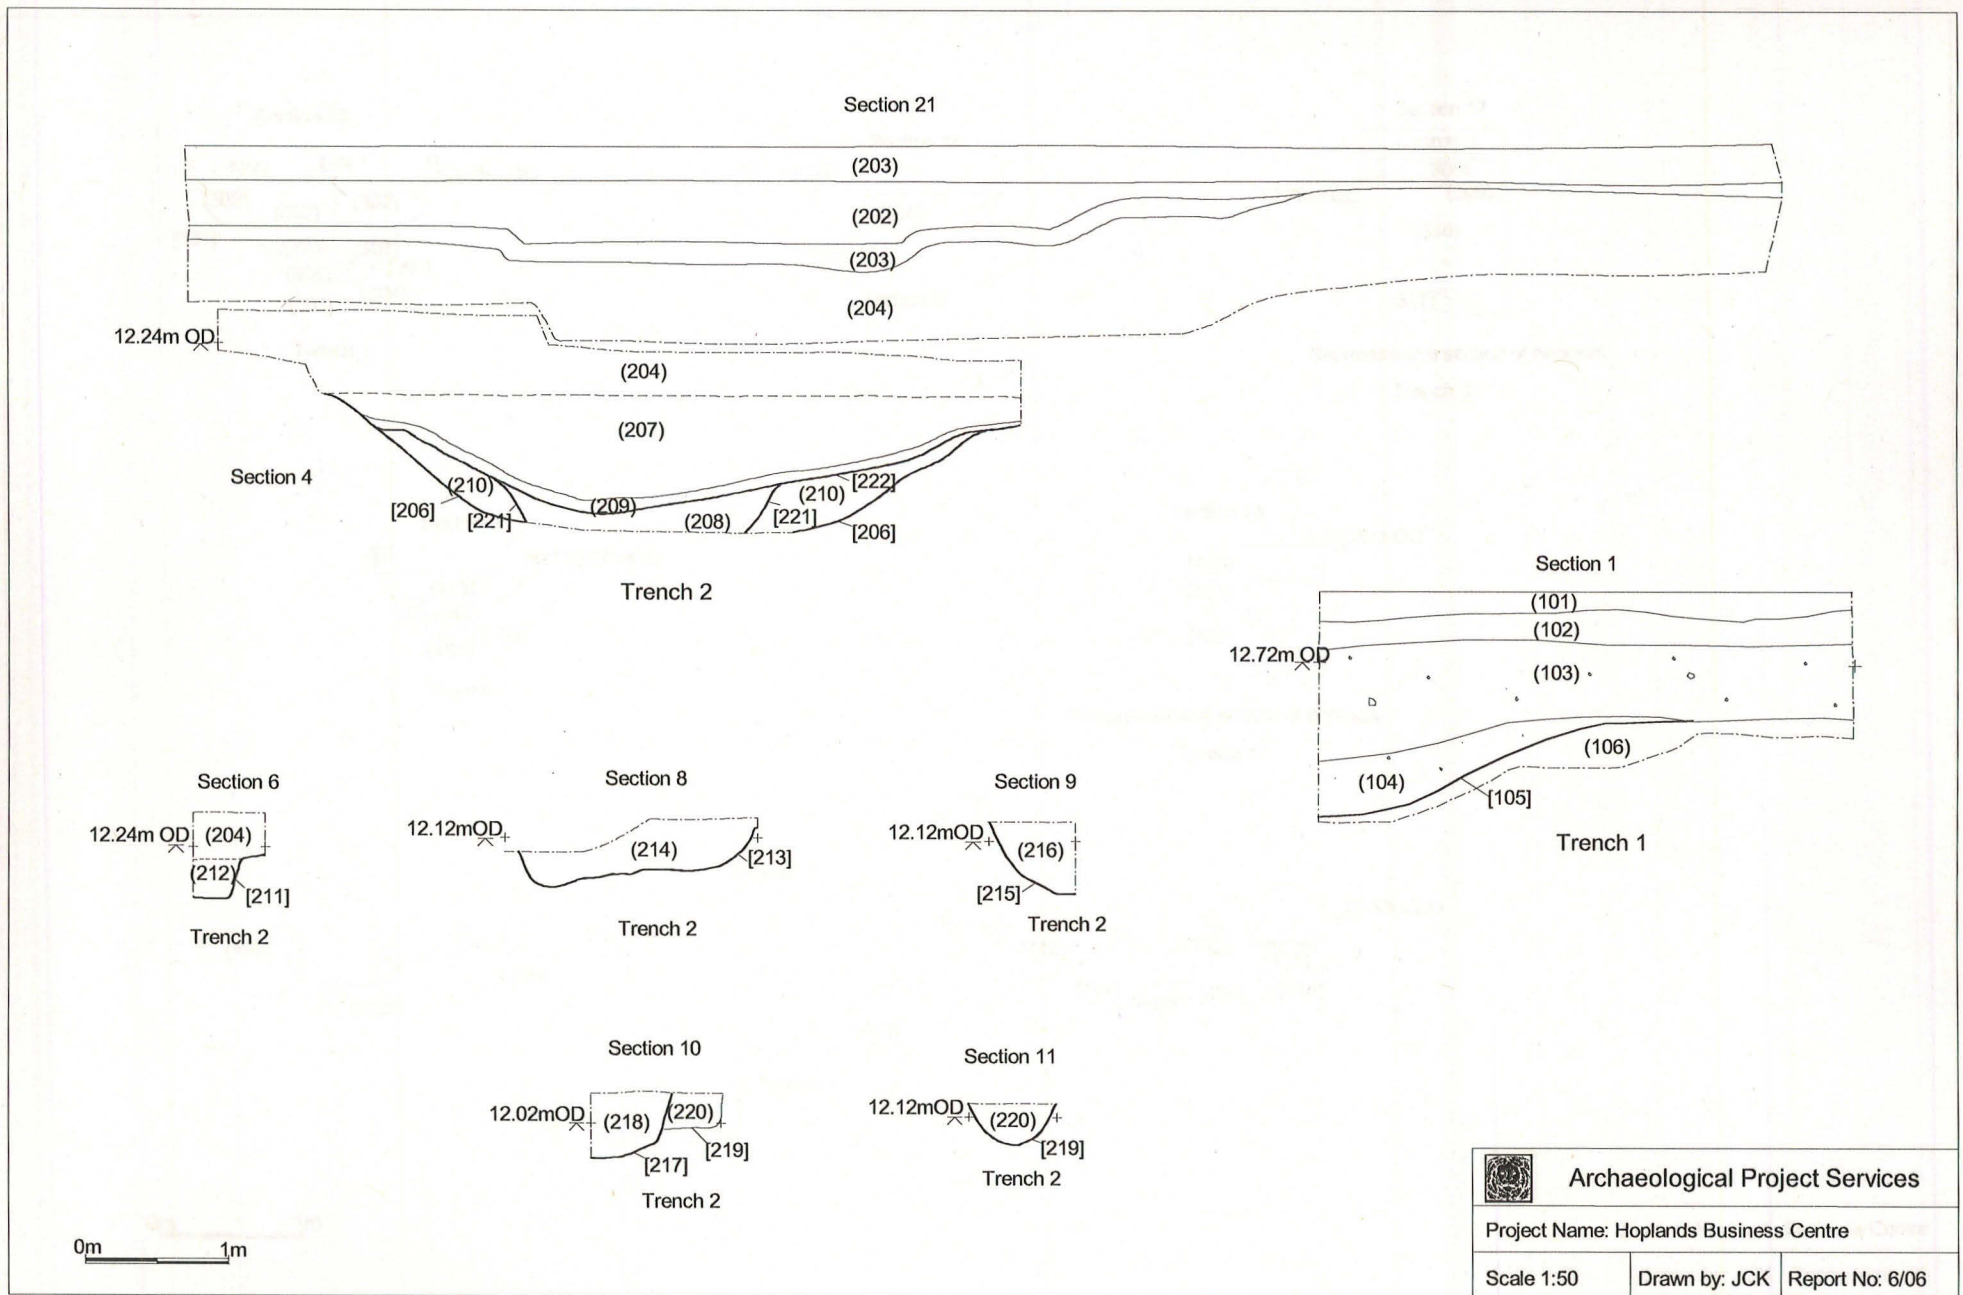 Section 21
(203)
(202)
(203)
(204)
12.24m OD
(204)
(207)
Section 4
(210)
[206]
[221]
(209)
(208)
[221]
(210)
[222]
[206]
Trench 2
Section 1
(101)
(102)
12.72m OD
(103)
(106)
(104)
[105]
Trench 1
Section 6
12.24m OD
(204)
(212)
[211]
Trench 2
Section 8
12.12mOD
(214)
[213]
Trench 2
Section 9
12.12mOD
(216)
[215]
Trench 2
Section 10
12.02mOD
(218)
(220)
[219]
[217]
Trench 2
Section 11
12.12mOD
(220)
[219]
Trench 2
0m 1m
Archaeological Project Services
Project Name: Hoplands Business Centre
Scale 1:50 Drawn by: JCK Report No: 6/06